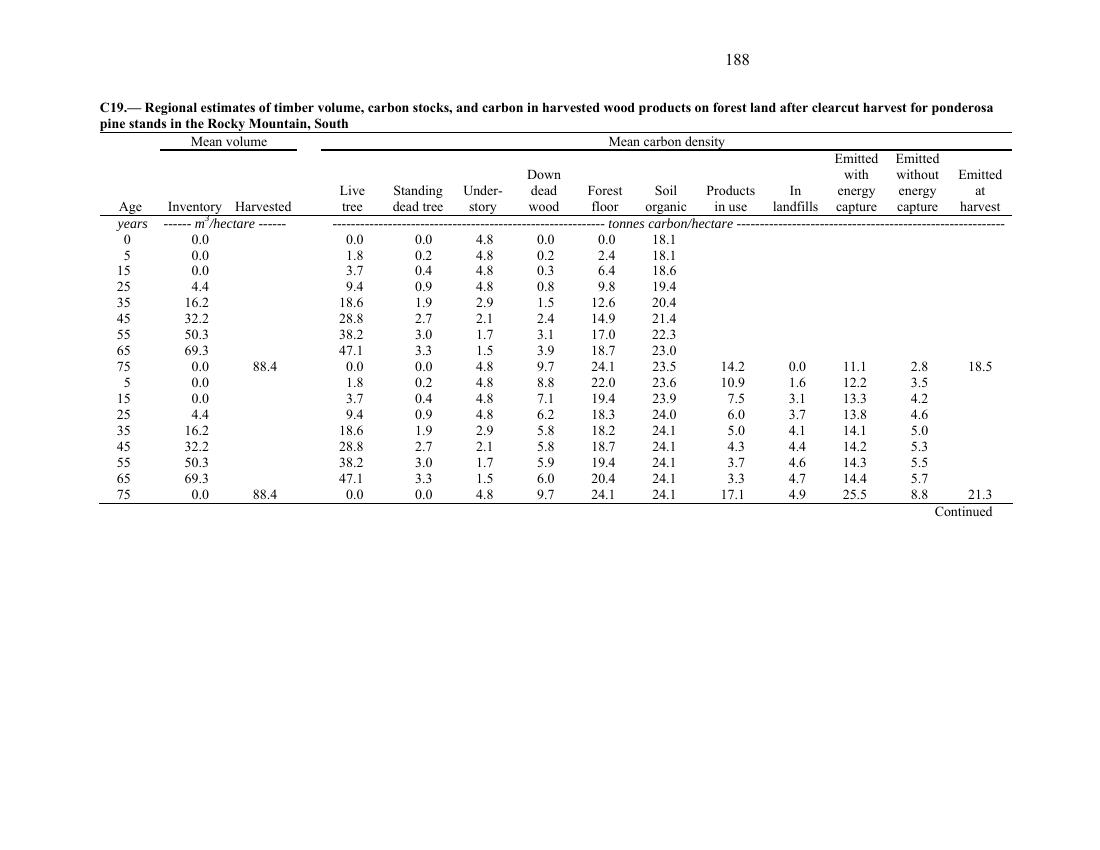 188
C19.— Regional estimates of timber volume, carbon stocks, and carbon in harvested wood products on forest land after clearcut harvest for ponderosa
pine stands in the Rocky Mountain, South
Mean volume Mean carbon density
Emitted Emitted
Down with without Emitted
Live Standing Under- dead Forest Soil Products In energy energy at
Age Inventory Harvested tree dead tree story wood floor organic in use landfills capture capture harvest
years ------ m3/hectare ------ ---------- tonnes carbon/hectare ----------
0 0.0 0.0 0.0 4.8 0.0 0.0 18.1
5 0.0 1.8 0.2 4.8 0.2 2.4 18.1
15 0.0 3.7 0.4 4.8 0.3 6.4 18.6
25 4.4 9.4 0.9 4.8 0.8 9.8 19.4
35 16.2 18.6 1.9 2.9 1.5 12.6 20.4
45 32.2 28.8 2.7 2.1 2.4 14.9 21.4
55 50.3 38.2 3.0 1.7 3.1 17.0 22.3
65 69.3 47.1 3.3 1.5 3.9 18.7 23.0
75 0.0 88.4 0.0 0.0 4.8 9.7 24.1 23.5 14.2 0.0 11.1 2.8 18.5
5 0.0 1.8 0.2 4.8 8.8 22.0 23.6 10.9 1.6 12.2 3.5
15 0.0 3.7 0.4 4.8 7.1 19.4 23.9 7.5 3.1 13.3 4.2
25 4.4 9.4 0.9 4.8 6.2 18.3 24.0 6.0 3.7 13.8 4.6
35 16.2 18.6 1.9 2.9 5.8 18.2 24.1 5.0 4.1 14.1 5.0
45 32.2 28.8 2.7 2.1 5.8 18.7 24.1 4.3 4.4 14.2 5.3
55 50.3 38.2 3.0 1.7 5.9 19.4 24.1 3.7 4.6 14.3 5.5
65 69.3 47.1 3.3 1.5 6.0 20.4 24.1 3.3 4.7 14.4 5.7
75 0.0 88.4 0.0 0.0 4.8 9.7 24.1 24.1 17.1 4.9 25.5 8.8 21.3
Continued